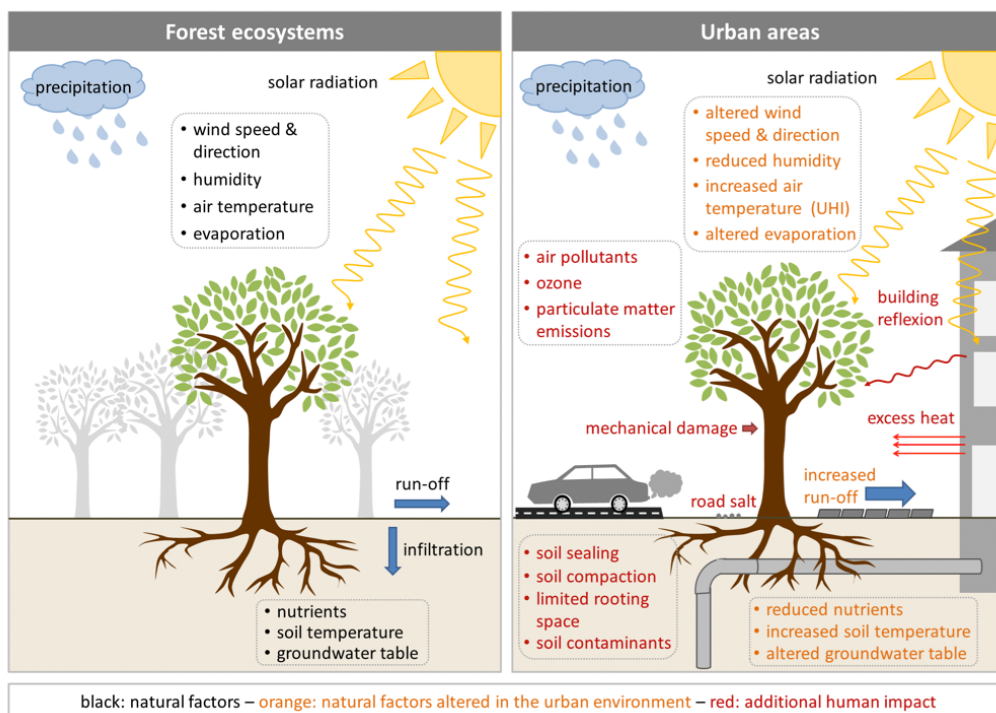 Forest ecosystems
precipitation
solar radiation
• wind speed &
direction
• humidity
• air temperature
• evaporation
run-off
infiltration
• nutrients
• soil temperature
• groundwater table
Urban areas
precipitation
solar radiation
• altered wind
speed & direction
• reduced humidity
• increased air
temperature (UHI)
• altered evaporation
• air pollutants
• ozone
• particulate matter
emissions
building
reflexion
mechanical damage
excess heat
increased
run-off
road salt
• soil sealing
• soil compaction
• limited rooting
space
• soil contaminants
• reduced nutrients
• increased soil temperature
• altered groundwater table
black: natural factors – orange: natural factors altered in the urban environment – red: additional human impact